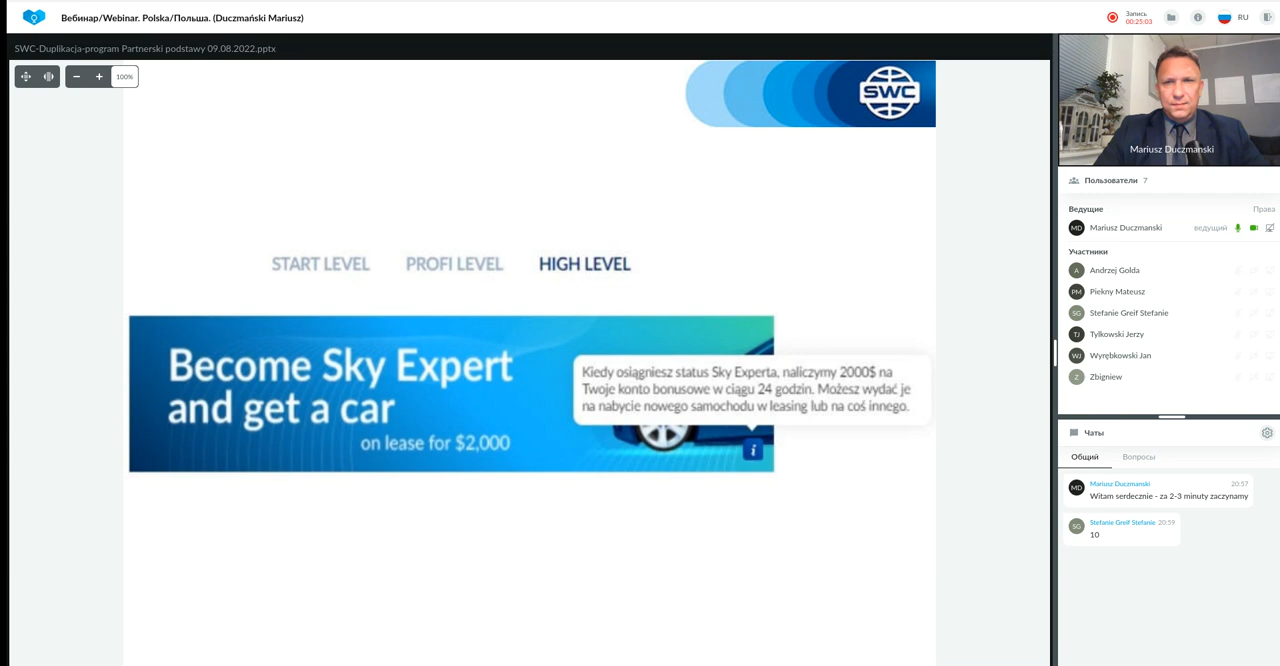 Вебинар/Webinar. Polska/Польша. (Duczmański Mariusz)
Запись
00:25:03
RU
SWC-Duplikacja-program Partnerski podstawy 09.08.2022.pptx
100%
SWC
START LEVEL PROFI LEVEL HIGH LEVEL
Become Sky Expert
and get a car
on lease for $2,000
Kiedy osiągniesz status Sky Experta, naliczymy 2000$ na
Twoje konto bonusowe w ciągu 24 godzin. Możesz wydać je
na nabycie nowego samochodu w leasing lub na coś innego.
i
Mariusz Duczmanski
Пользователи 7
Ведущие Права
MD Mariusz Duczmanski ведущий
Участники
A Andrzej Golda
PM Piekny Mateusz
SG Stefanie Greif Stefanie
TJ Tylkowski Jerzy
WJ Wyrębkowski Jan
Z Zbigniew
Чаты
Общий Вопросы
MD Mariusz Duczmanski 20:57
Witam serdecznie - za 2-3 minuty zaczynamy
SG Stefanie Greif Stefanie 20:59
10